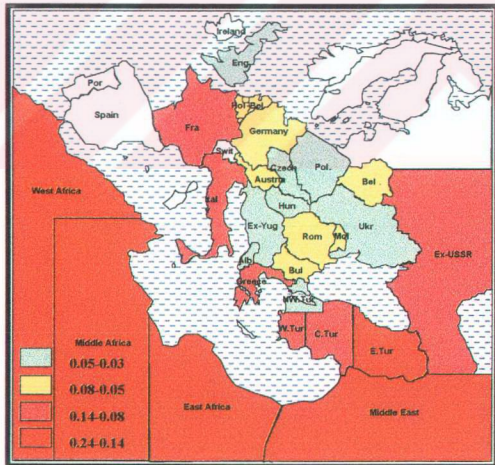 Ireland
Eng.
Por
Spain
Fra
Hol
Bel
Germany
Swit
Czech
Pol.
Austria
Bel .
Ital
Hun
Ex-Yug
Rom
Mol
Ukr
West Africa
Ex-USSR
Alb
Bul
Greece
NW.Tur
W.Tur
C.Tur
E.Tur
Middle Africa
0.05-0.03
0.08-0.05
0.14-0.08
0.24-0.14
East Africa
Middle East